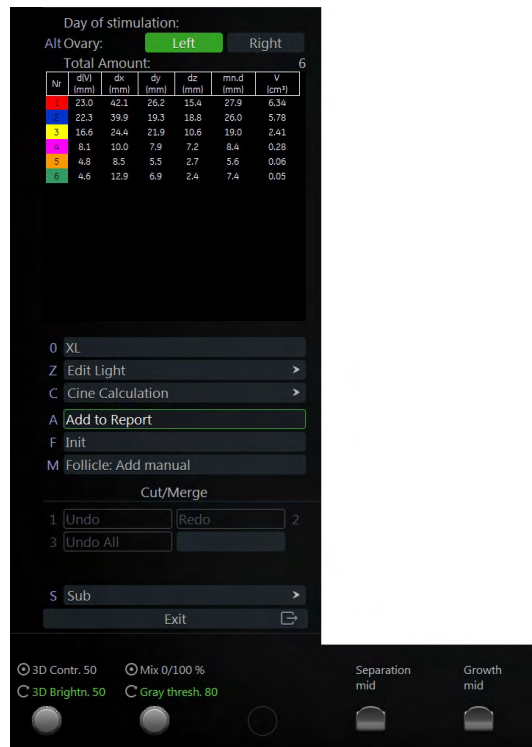 Day of stimulation:
Alt Ovary: Left Right
Total Amount: 6
Nr d(V) (mm) dx (mm) dy (mm) dz (mm) mn.d (mm) V (cm³)
1 23.0 42.1 26.2 15.4 27.9 6.34
2 22.3 39.9 19.3 18.8 26.0 5.78
3 16.6 24.4 21.9 10.6 19.0 2.41
4 8.1 10.0 7.9 7.2 8.4 0.28
5 4.8 8.5 5.5 2.7 5.6 0.06
6 4.6 12.9 6.9 2.4 7.4 0.05
0 XL
Z Edit Light
C Cine Calculation
A Add to Report
F Init
M Follicle: Add manual
Cut/Merge
1 Undo Redo 2
3 Undo All
S Sub
Exit
3D Contr. 50 Mix 0/100 % Separation Growth
3D Brightn. 50 Gray thresh. 80 mid mid